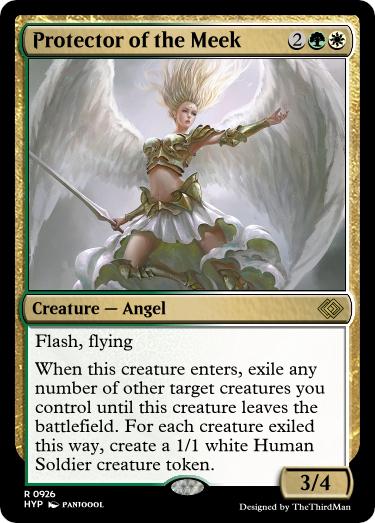 Protector of the Meek 2
Creature — Angel
Flash, flying
When this creature enters, exile any
number of other target creatures you
control until this creature leaves the
battlefield. For each creature exiled
this way, create a 1/1 white Human
Soldier creature token.
3/4
R 0926
HYP PANTOOOL
Designed by TheThirdMan